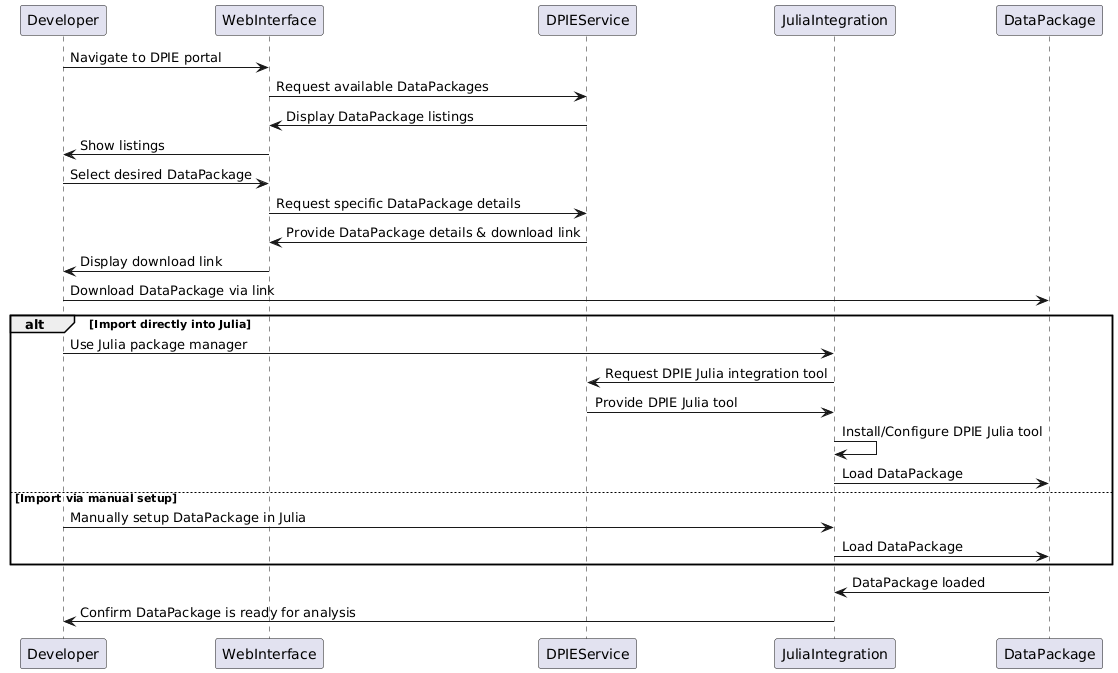 Developer WebInterface DPIEService JuliaIntegration DataPackage
Navigate to DPIE portal
Request available DataPackages
Display DataPackage listings
Show listings
Select desired DataPackage
Request specific DataPackage details
Provide DataPackage details & download link
Display download link
Download DataPackage via link
alt [Import directly into Julia]
Use Julia package manager
Request DPIE Julia integration tool
Provide DPIE Julia tool
Install/Configure DPIE Julia tool
Load DataPackage
[Import via manual setup]
Manually setup DataPackage in Julia
Load DataPackage
DataPackage loaded
Confirm DataPackage is ready for analysis
Developer WebInterface DPIEService JuliaIntegration DataPackage